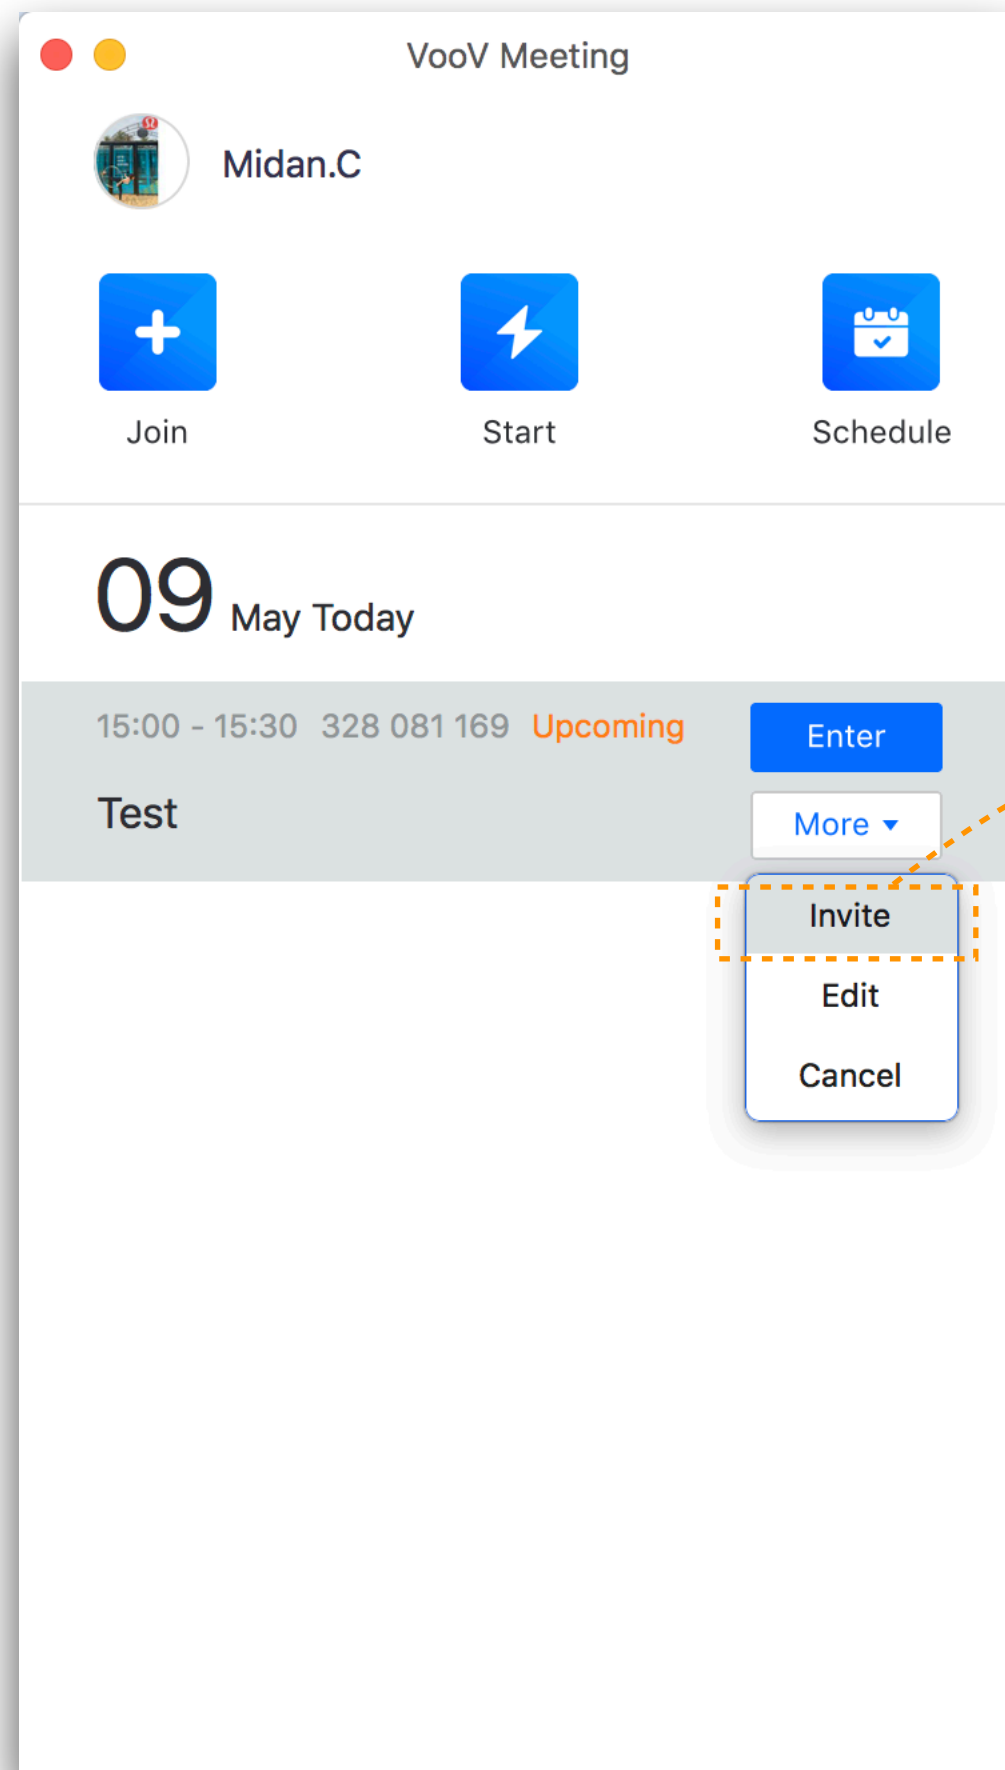 VooV Meeting
Midan.C
Join Start Schedule
09 May Today
15:00 - 15:30 328 081 169 Upcoming Enter
Test More
Invite
Edit
Cancel